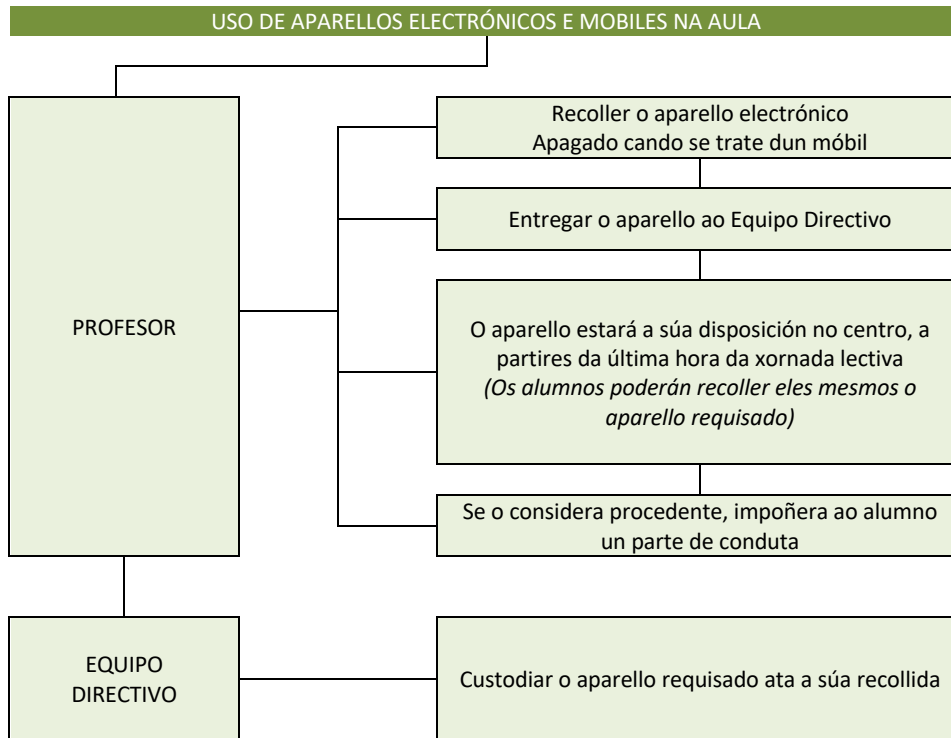 USO DE APARELLOS ELECTRÓNICOS E MOBILES NA AULA
PROFESOR
Recoller o aparello electrónico
Apagado cando se trate dun móbil
Entregar o aparello ao Equipo Directivo
O aparello estará a súa disposición no centro, a
partires da última hora da xornada lectiva
(Os alumnos poderán recoller eles mesmos o
aparello requisado)
Se o considera procedente, impoñera ao alumno
un parte de conduta
EQUIPO
DIRECTIVO
Custodiar o aparello requisado ata a súa recollida